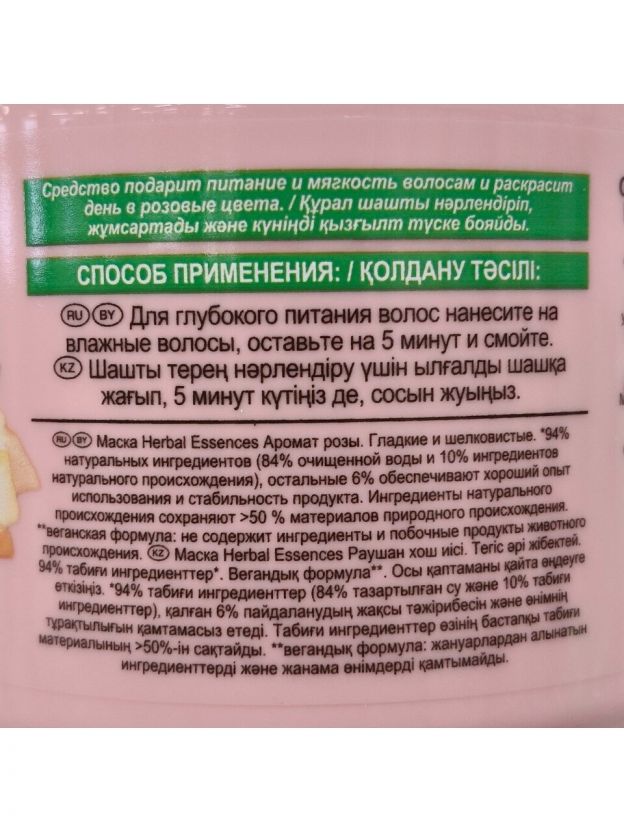 Средство подарит питание и мягкость волосам и раскрасит
день в розовые цвета. / Құрал шашты нәрлендіріп,
жұмсартады және күніңді қызғылт түске бояйды.
СПОСОБ ПРИМЕНЕНИЯ: / ҚОЛДАНУ ТӘСІЛІ:
RU BY Для глубокого питания волос нанесите на
влажные волосы, оставьте на 5 минут и смойте.
KZ Шашты терең нәрлендіру үшін ылғалды шашқа
жағып, 5 минут күтіңіз де, сосын жуыңыз.
RU BY Маска Herbal Essences Аромат розы. Гладкие и шелковистые. *94%
натуральных ингредиентов (84% очищенной воды и 10% ингредиентов
натурального происхождения), остальные 6% обеспечивают хороший опыт
использования и стабильность продукта. Ингредиенты натурального
происхождения сохраняют >50 % материалов природного происхождения.
**веганская формула: не содержит ингредиенты и побочные продукты животного
происхождения. KZ Маска Herbal Essences Раушан хош иісі. Тегіс әрі жібектей.
94% табиғи ингредиенттер*. Вегандық формула**. Осы қаптаманы қайта өңдеуге
өткізіңіз. *94% табиғи ингредиенттер (84% тазартылған су және 10% табиғи
ингредиенттер), қалған 6% пайдаланудың жақсы тәжірибесін және өнімнің
тұрақтылығын қамтамасыз етеді. Табиғи ингредиенттер өзінің бастапқы табиғи
материалының >50%-ін сақтайды. **вегандық формула: жануарлардан алынатын
ингредиенттерді және жанама өнімдерді қамтымайды.